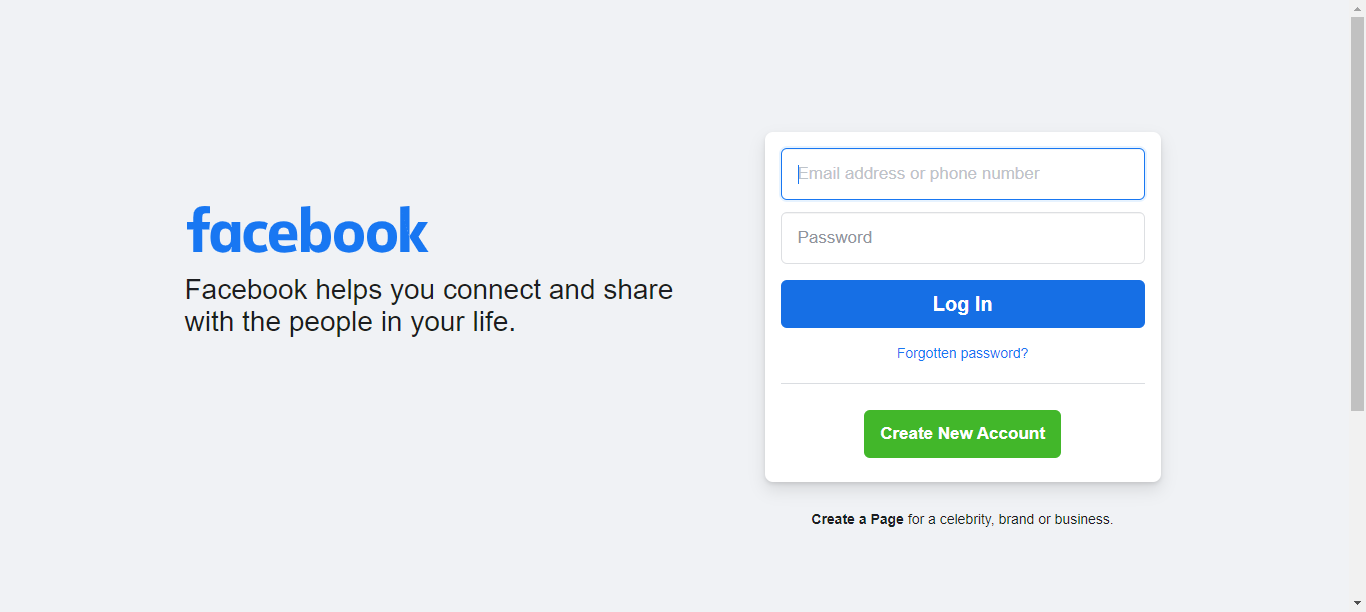 facebook
Facebook helps you connect and share
with the people in your life.
Email address or phone number
Password
Log In
Forgotten password?
Create New Account
Create a Page for a celebrity, brand or business.